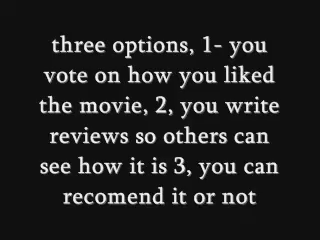 three options, 1- you
vote on how you liked
the movie, 2, you write
reviews so others can
see how it is 3, you can
recomend it or not